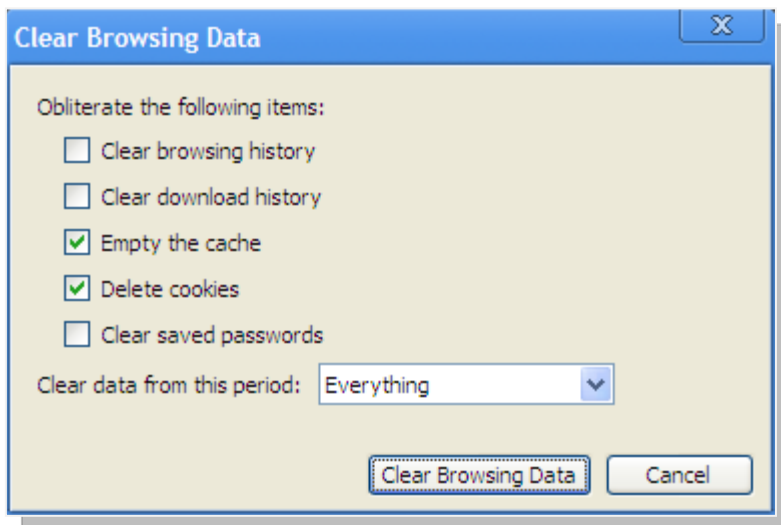 Clear Browsing Data
Obliterate the following items:
Clear browsing history
Clear download history
Empty the cache
Delete cookies
Clear saved passwords
Clear data from this period: Everything
Clear Browsing Data Cancel